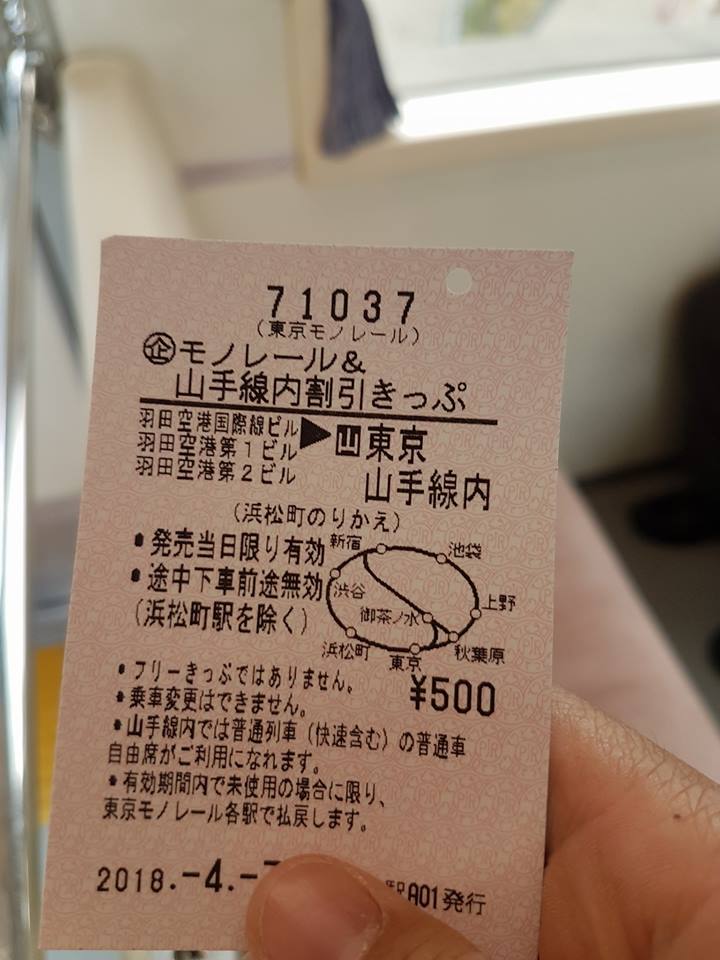 71037
(東京モノレール)
㊭モノレール&
山手線内割引きっぷ
羽田空港国際線ビル
羽田空港第1ビル
羽田空港第2ビル
▶山東京
山手線内
(浜松町のりかえ)
•発売当日限り有効
•途中下車前途無効
(浜松町駅を除く)
新宿
池袋
渋谷
上野
御茶ノ水
浜松町
東京
秋葉原
¥500
•フリーきっぷではありません。
•乗車変更はできません。
•山手線内では普通列車(快速含む)の普通車
自由席がご利用になれます。
•有効期間内で未使用の場合に限り、
東京モノレール各駅で払戻します。
2018.-4.-
駅A01発行